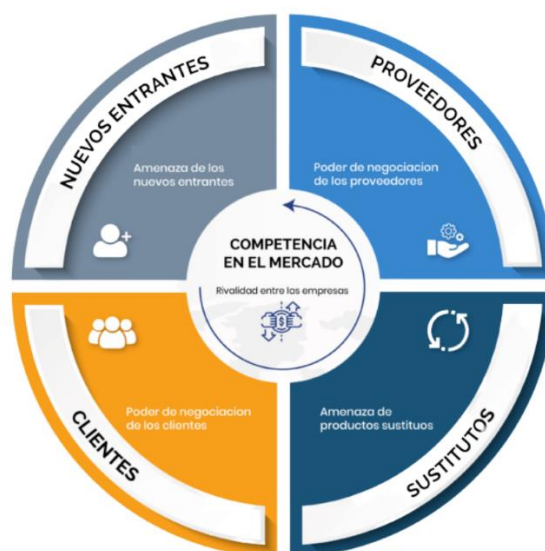 NUEVOS ENTRANTES
Amenaza de los
nuevos entrantes
PROVEEDORES
Poder de negociacion
de los proveedores
COMPETENCIA
EN EL MERCADO
Rivalidad entre las empresas
$
CLIENTES
Poder de negociacion
de los clientes
SUSTITUTOS
Amenaza de
productos sustituos